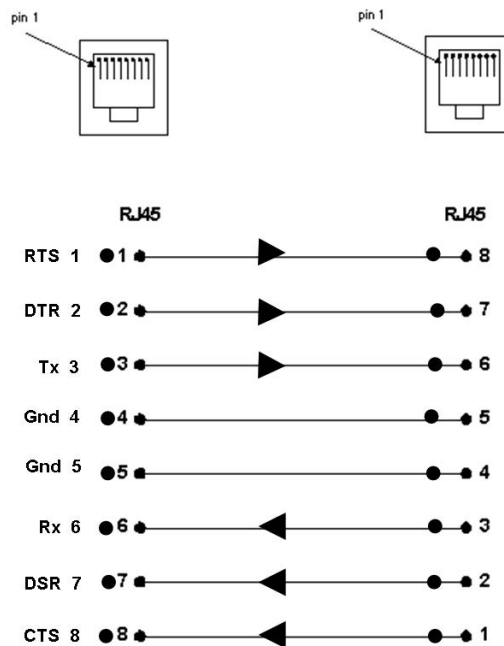 pin 1 pin 1
RJ45 RJ45
RTS 1 1 8
DTR 2 2 7
Tx 3 3 6
Gnd 4 4 5
Gnd 5 5 4
Rx 6 6 3
DSR 7 7 2
CTS 8 8 1